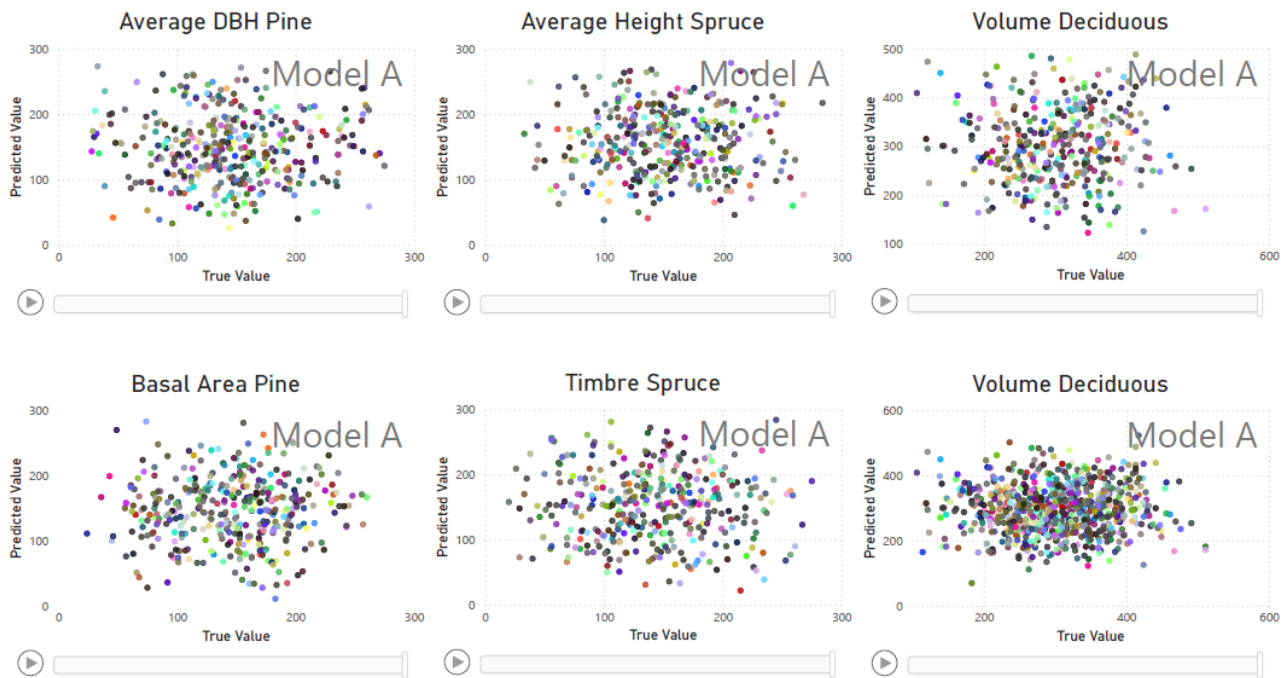 Average DBH Pine
Model A
Predicted Value
300
200
100
0
0 100 200 300
True Value
Average Height Spruce
Model A
Predicted Value
300
200
100
0
0 100 200 300
True Value
Volume Deciduous
Model A
Predicted Value
500
400
300
200
100
200 400 600
True Value
Basal Area Pine
Model A
Predicted Value
300
200
100
0
0 100 200 300
True Value
Timbre Spruce
Model A
Predicted Value
300
200
100
0
0 100 200 300
True Value
Volume Deciduous
Model A
Predicted Value
600
400
200
0
200 400 600
True Value